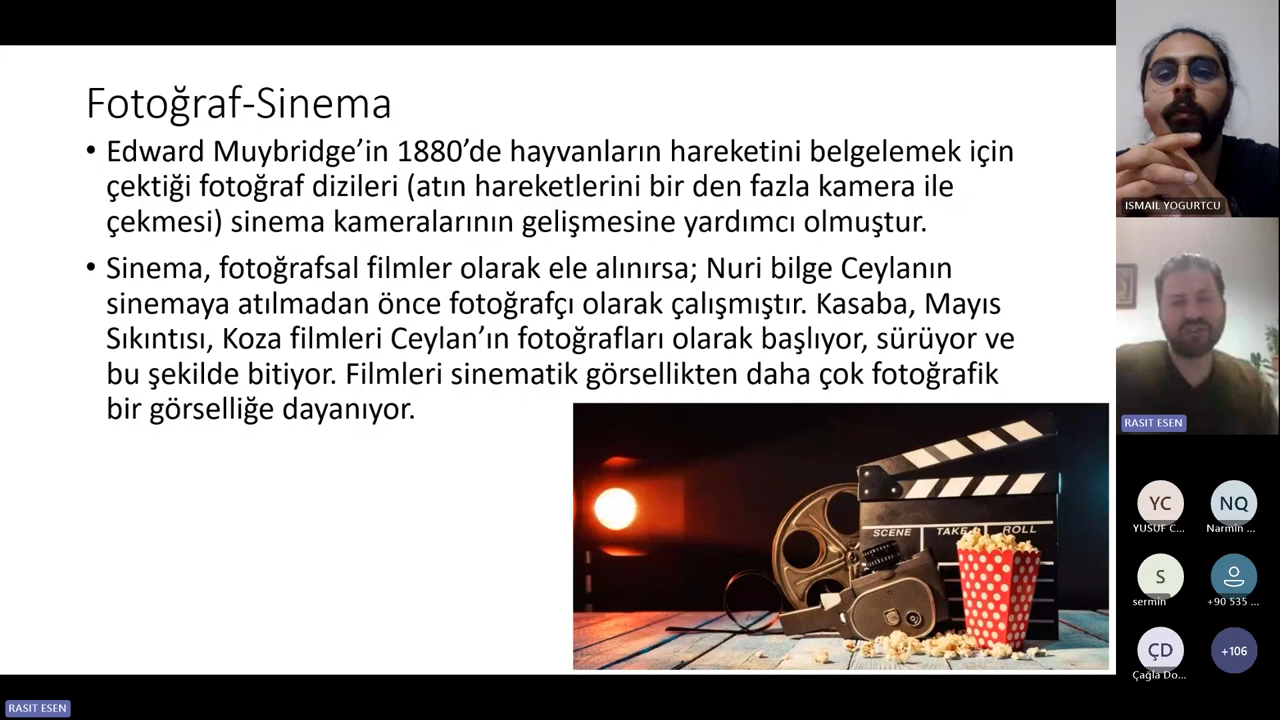 Fotoğraf-Sinema
• Edward Muybridge’in 1880’de hayvanların hareketini belgelemek için
çektiği fotoğraf dizileri (atın hareketlerini bir den fazla kamera ile
çekmesi) sinema kameralarının gelişmesine yardımcı olmuştur.
• Sinema, fotoğrafsal filmler olarak ele alınırsa; Nuri bilge Ceylanın
sinemaya atılmadan önce fotoğrafçı olarak çalışmıştır. Kasaba, Mayıs
Sıkıntısı, Koza filmleri Ceylan’ın fotoğrafları olarak başlıyor, sürüyor ve
bu şekilde bitiyor. Filmleri sinematik görsellikten daha çok fotoğrafik
bir görselliğe dayanıyor.
SCENE TAKE ROLL
ISMAIL YOGURTCU
RASIT ESEN
YC NQ
YUSUF C... Narmin ...
S
sermin +90 535 ...
ÇD +106
Çağla Do...
RASIT ESEN